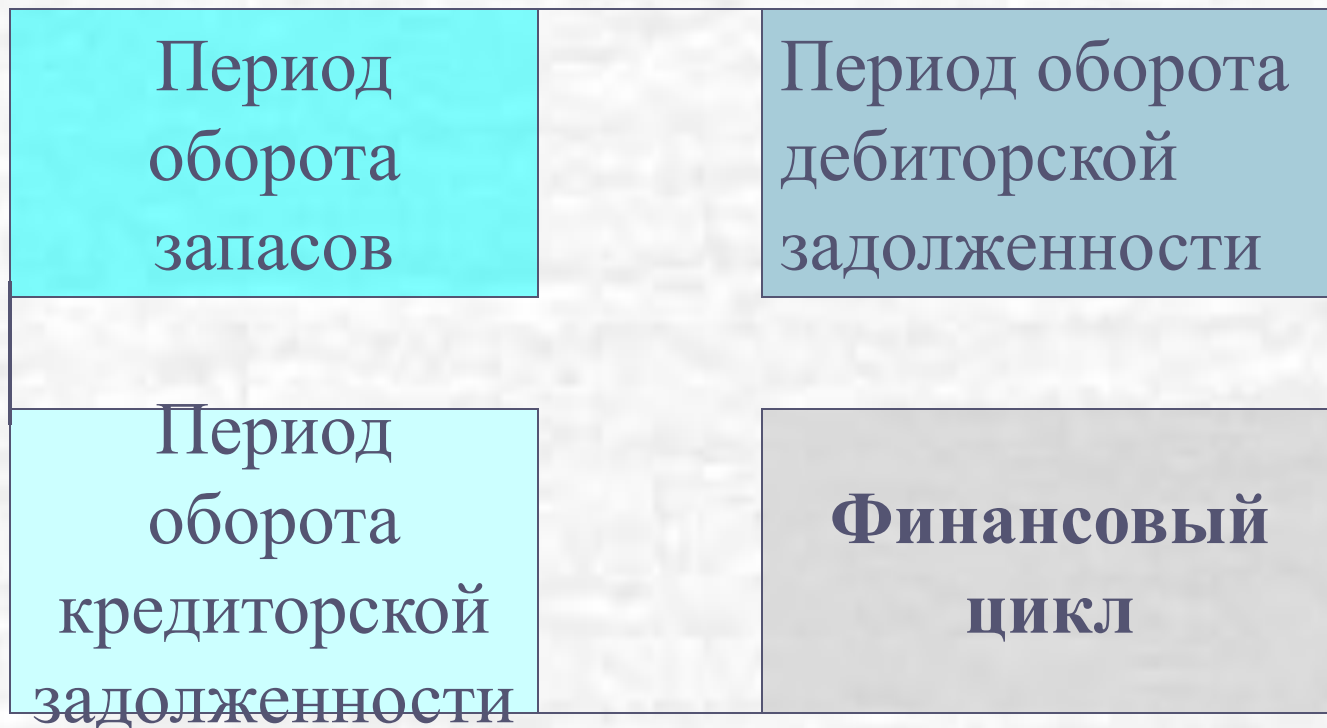 Период
оборота
запасов
Период оборота
дебиторской
задолженности
Период
оборота
кредиторской
задолженности
Финансовый
цикл